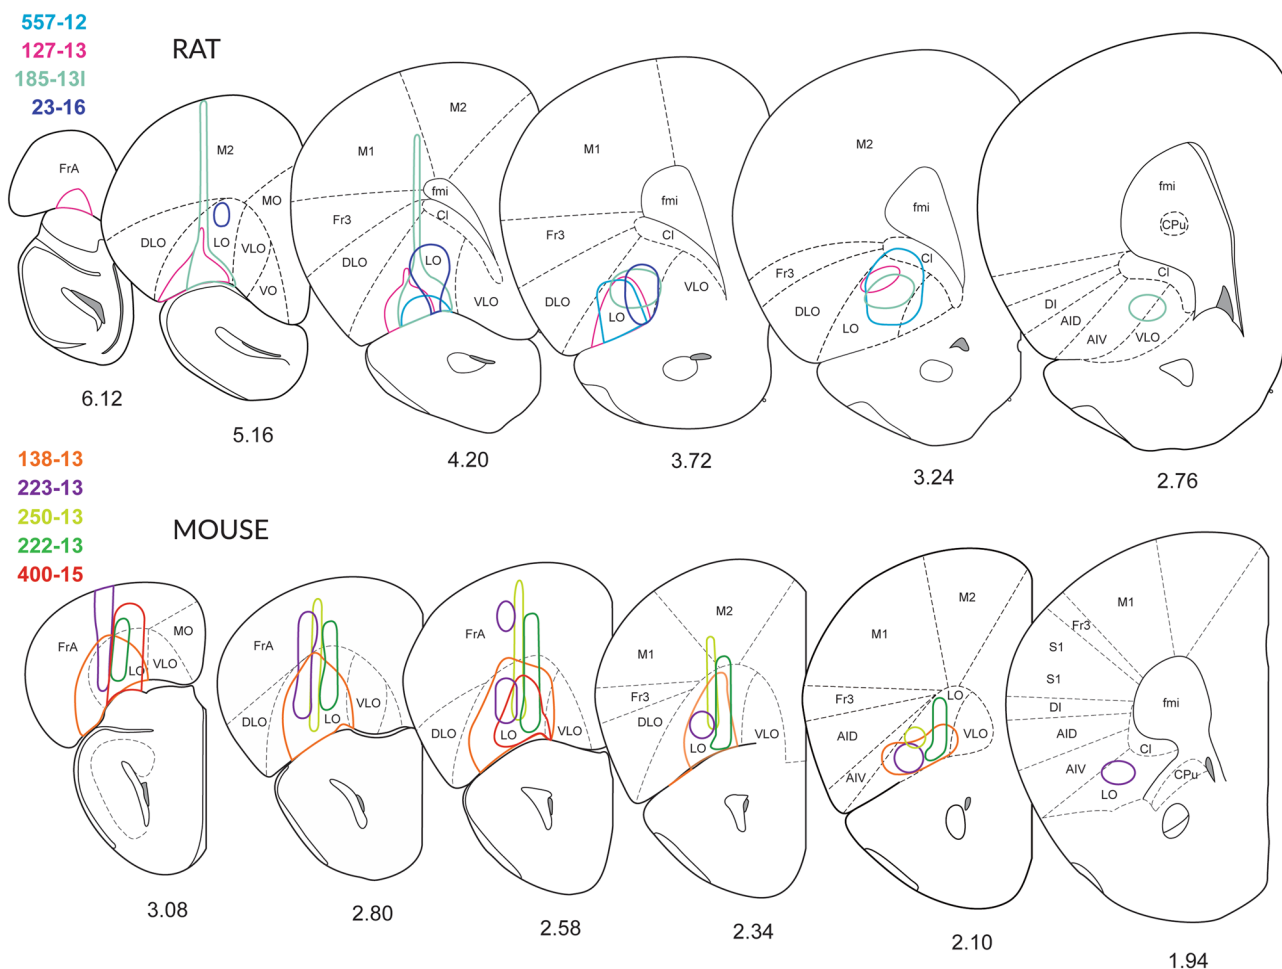 557-12
127-13
185-13l
23-16
RAT
FrA
6.12
M2
MO
DLO
LO
VLO
VO
5.16
M2
M1
fmi
Cl
Fr3
DLO
LO
VLO
4.20
M1
fmi
Cl
Fr3
DLO
VLO
LO
3.72
M2
fmi
Cl
Fr3
DLO
LO
3.24
fmi
CPu
Cl
DI
AID
AIV
VLO
2.76
138-13
223-13
250-13
222-13
400-15
MOUSE
FrA
MO
LO
VLO
3.08
FrA
DLO
LO
VLO
2.80
FrA
DLO
LO
VLO
2.58
M2
M1
Fr3
DLO
LO
VLO
2.34
M2
M1
Fr3
LO
AID
VLO
AIV
2.10
M1
Fr3
S1
S1
DI
fmi
AID
Cl
AIV
CPu
LO
1.94